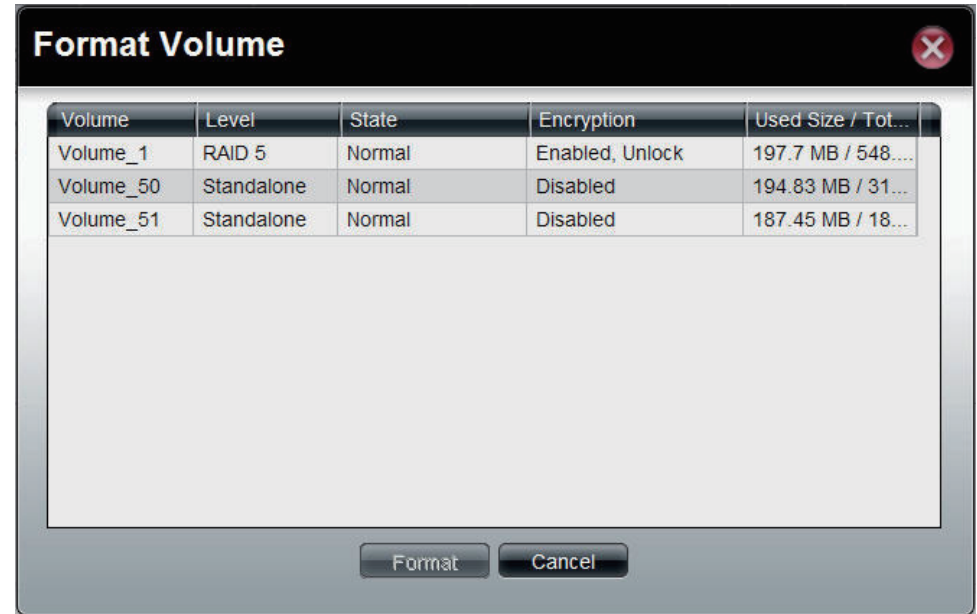 Format Volume
Volume Level State Encryption Used Size / Tot...
Volume_1 RAID 5 Normal Enabled, Unlock 197.7 MB / 548....
Volume_50 Standalone Normal Disabled 194.83 MB / 31...
Volume_51 Standalone Normal Disabled 187.45 MB / 18...
Format Cancel